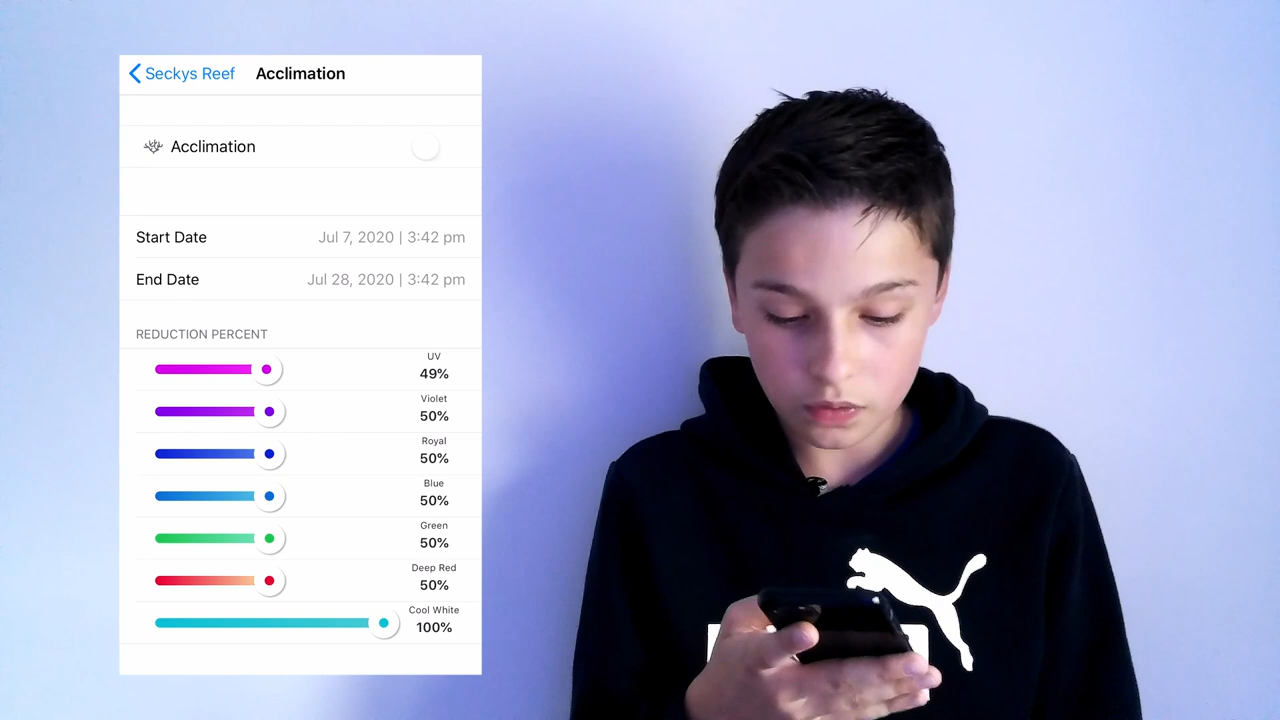 Seckys Reef Acclimation
Acclimation
Start Date Jul 7, 2020 | 3:42 pm
End Date Jul 28, 2020 | 3:42 pm
REDUCTION PERCENT
UV
49%
Violet
50%
Royal
50%
Blue
50%
Green
50%
Deep Red
50%
Cool White
100%